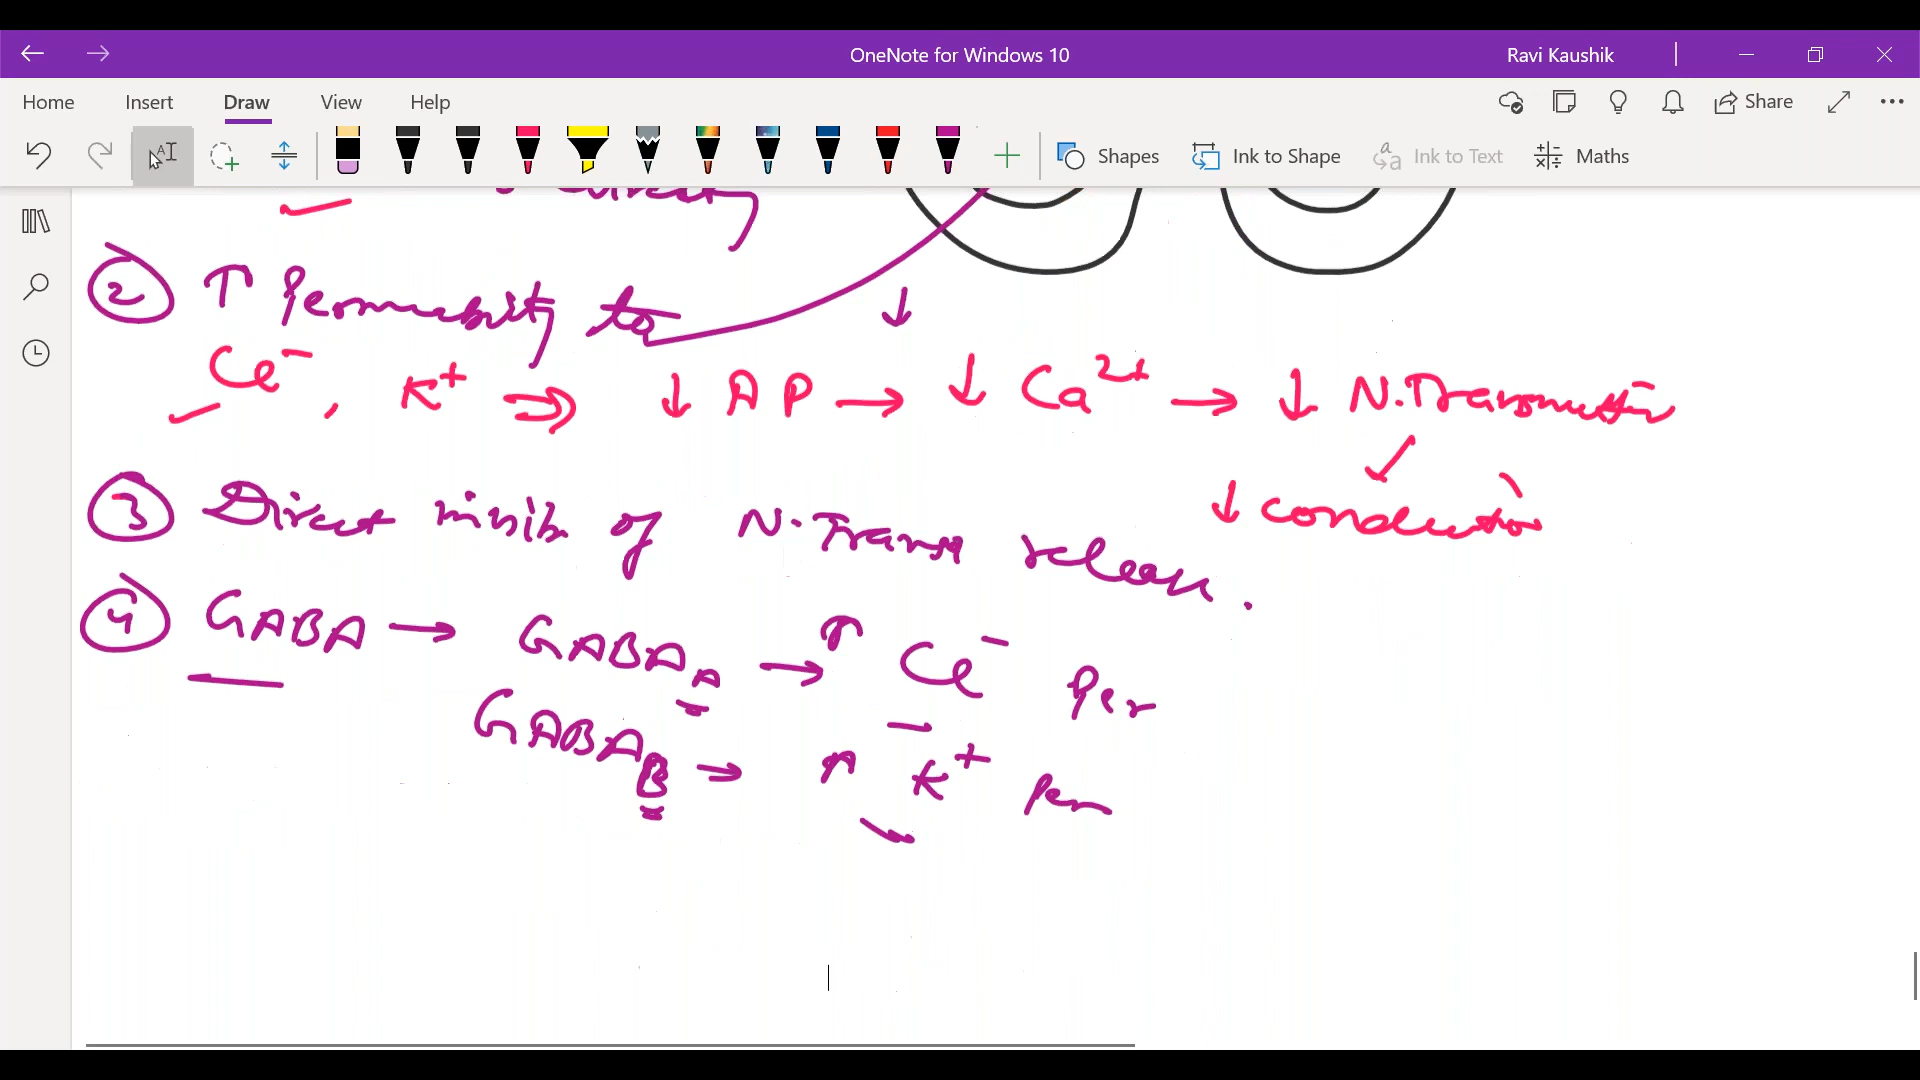 OneNote for Windows 10
Ravi Kaushik
Home Insert Draw View Help
Share
Shapes Ink to Shape Ink to Text Maths
② ↑ Permeability to
Cl⁻, K⁺ ⇒ ↓ AP → ↓ Ca²⁺ → ↓ N.Transmitter
↓ conduction
③ Direct inhib of N.Trans release.
④ GABA → GABA_A → ↑ Cl⁻ Per
GABA_B → ↑ K⁺ Per